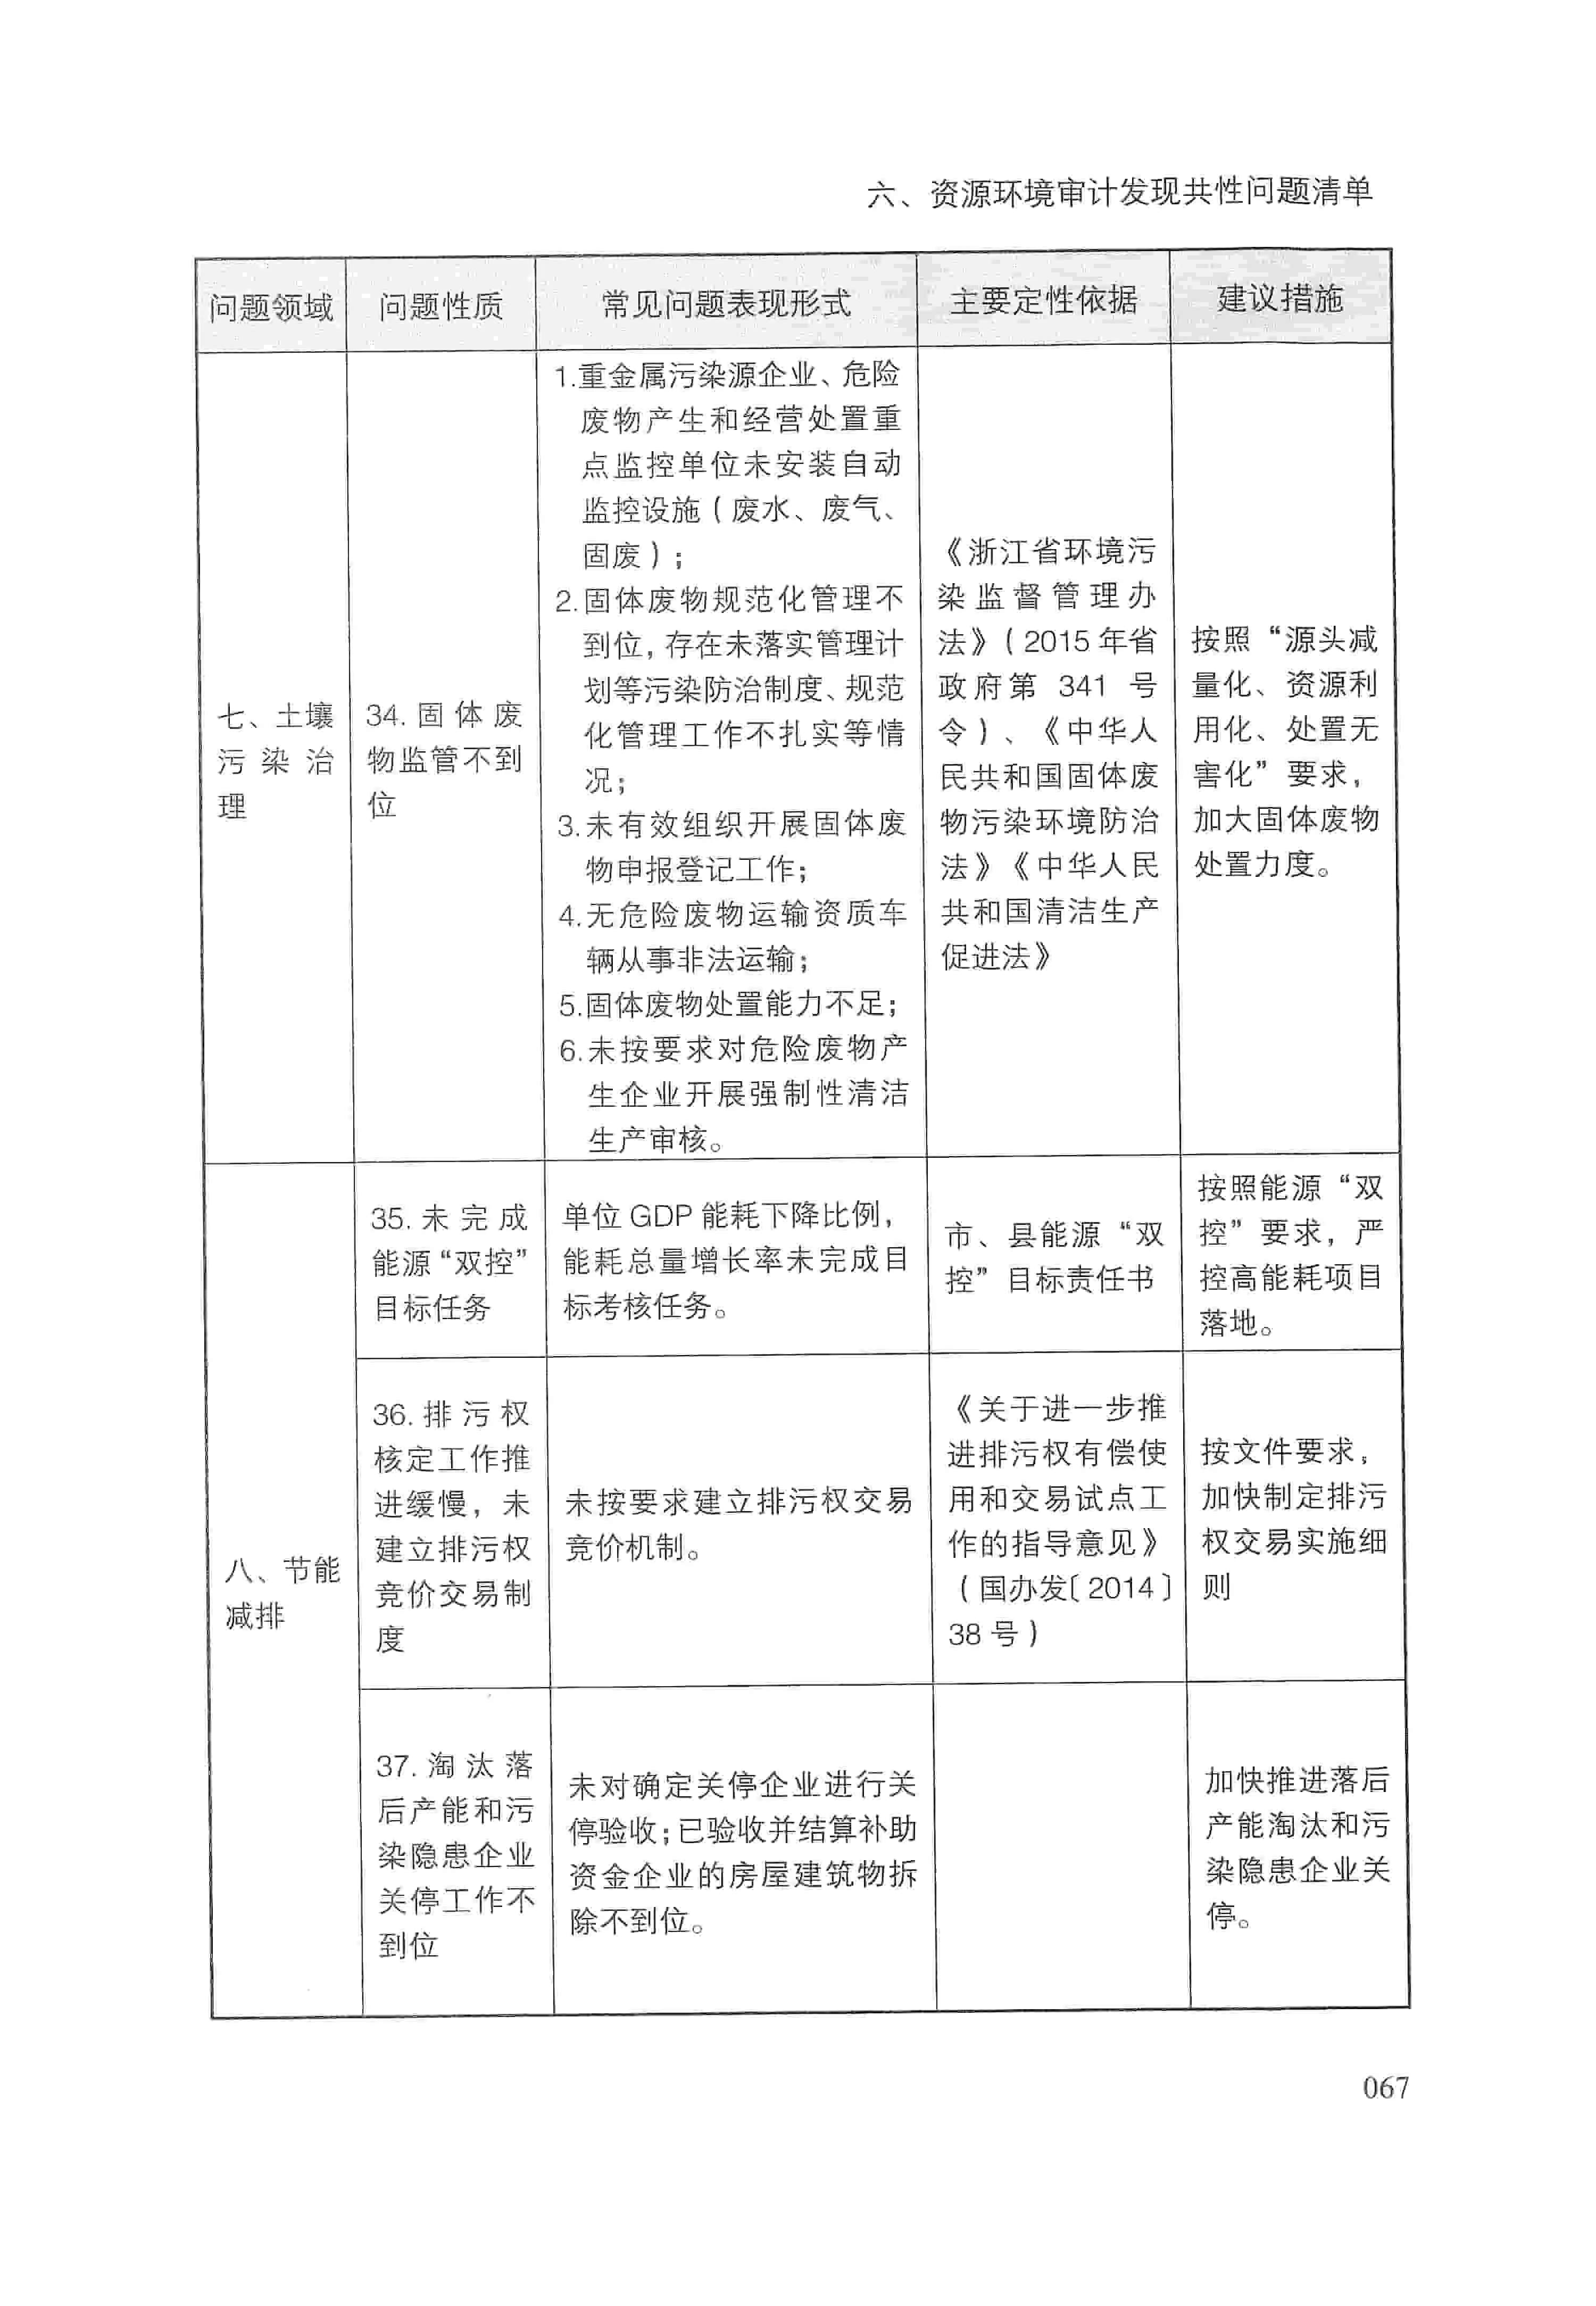 六、资源环境审计发现共性问题清单
问题领域
问题性质
常见问题表现形式
主要定性依据
建议措施
七、土壤
污染治
理
34.固体废
物监管不到
位
1.重金属污染源企业、危险
废物产生和经营处置重
点监控单位未安装自动
监控设施(废水、废气、
固废);
2.固体废物规范化管理不
到位,存在未落实管理计
划等污染防治制度、规范
化管理工作不扎实等情
况;
3.未有效组织开展固体废
物申报登记工作;
4.无危险废物运输资质车
辆从事非法运输;
5.固体废物处置能力不足;
6.未按要求对危险废物产
生企业开展强制性清洁
生产审核。
《浙江省环境污
染监督管理办
法》(2015年省
政府第 341 号
令)、《中华人
民共和国固体废
物污染环境防治
法》《中华人民
共和国清洁生产
促进法》
按照“源头减
量化、资源利
用化、处置无
害化”要求,
加大固体废物
处置力度。
八、节能
减排
35.未完成
能源“双控”
目标任务
单位 GDP 能耗下降比例,
能耗总量增长率未完成目
标考核任务。
市、县能源“双
控”目标责任书
按照能源“双
控”要求,严
控高能耗项目
落地。
36.排污权
核定工作推
进缓慢,未
建立排污权
竞价交易制
度
未按要求建立排污权交易
竞价机制。
《关于进一步推
进排污权有偿使
用和交易试点工
作的指导意见》
(国办发〔2014〕
38 号)
按文件要求,
加快制定排污
权交易实施细
则
37.淘汰落
后产能和污
染隐患企业
关停工作不
到位
未对确定关停企业进行关
停验收;已验收并结算补助
资金企业的房屋建筑物拆
除不到位。
加快推进落后
产能淘汰和污
染隐患企业关
停。
067